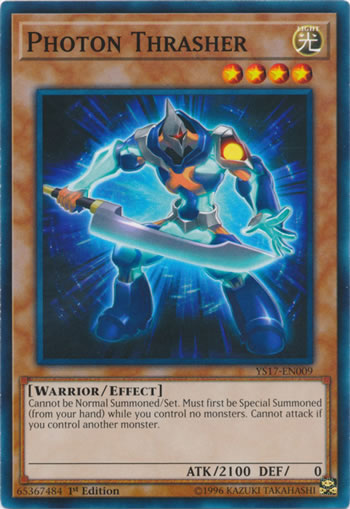 PHOTON THRASHER
LIGHT
光
YS17-EN009
[WARRIOR/EFFECT]
Cannot be Normal Summoned/Set. Must first be Special Summoned
(from your hand) while you control no monsters. Cannot attack if
you control another monster.
ATK/2100 DEF/ 0
65367484 1st Edition ©1996 KAZUKI TAKAHASHI